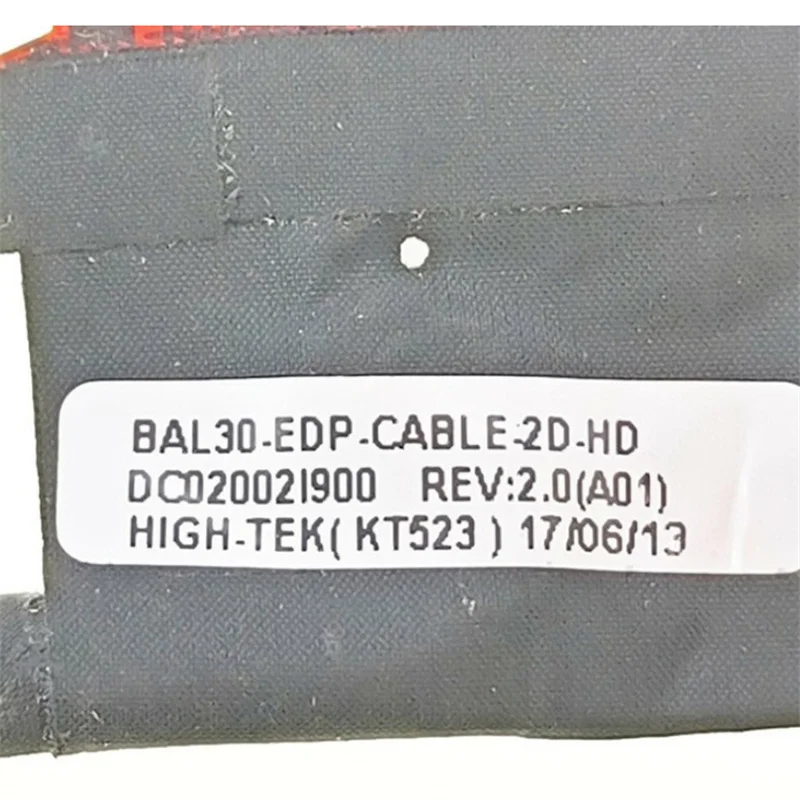 BAL30-EDP-CABLE-2D-HD
DC02002I900 REV:2.0(A01)
HIGH-TEK( KT523 ) 17/06/13